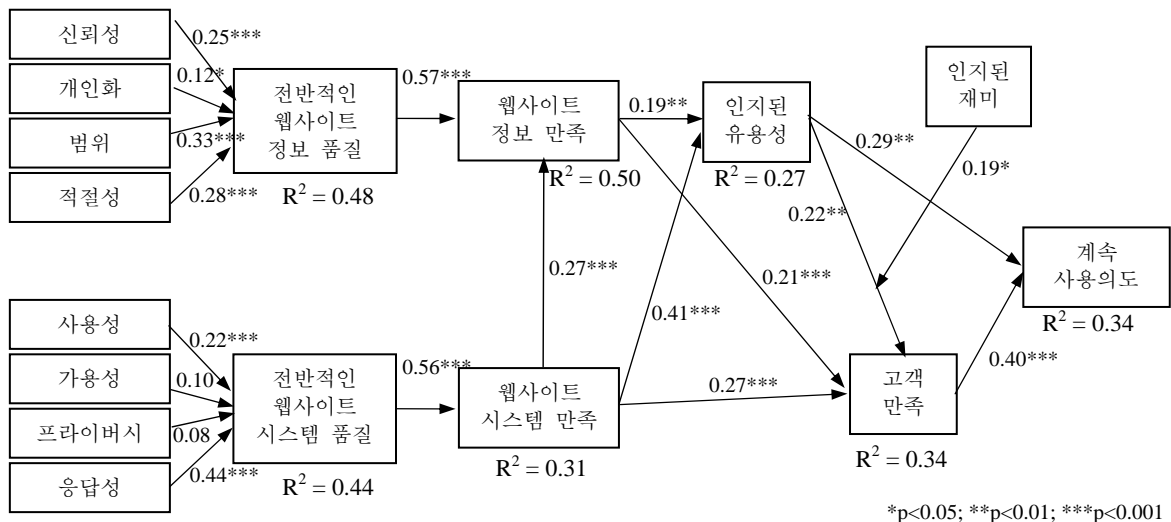 신뢰성
개인화
범위
적절성
0.25***
0.12*
0.33***
0.28***
전반적인
웹사이트
정보 품질
R² = 0.48
0.57***
웹사이트
정보 만족
R² = 0.50
0.19**
인지된
유용성
R² = 0.27
인지된
재미
0.29**
0.19*
0.22**
0.27***
0.21***
0.41***
계속
사용의도
R² = 0.34
0.40***
사용성
가용성
프라이버시
응답성
0.22***
0.10
0.08
0.44***
전반적인
웹사이트
시스템 품질
R² = 0.44
0.56***
웹사이트
시스템 만족
R² = 0.31
0.27***
고객
만족
R² = 0.34
*p<0.05; **p<0.01; ***p<0.001